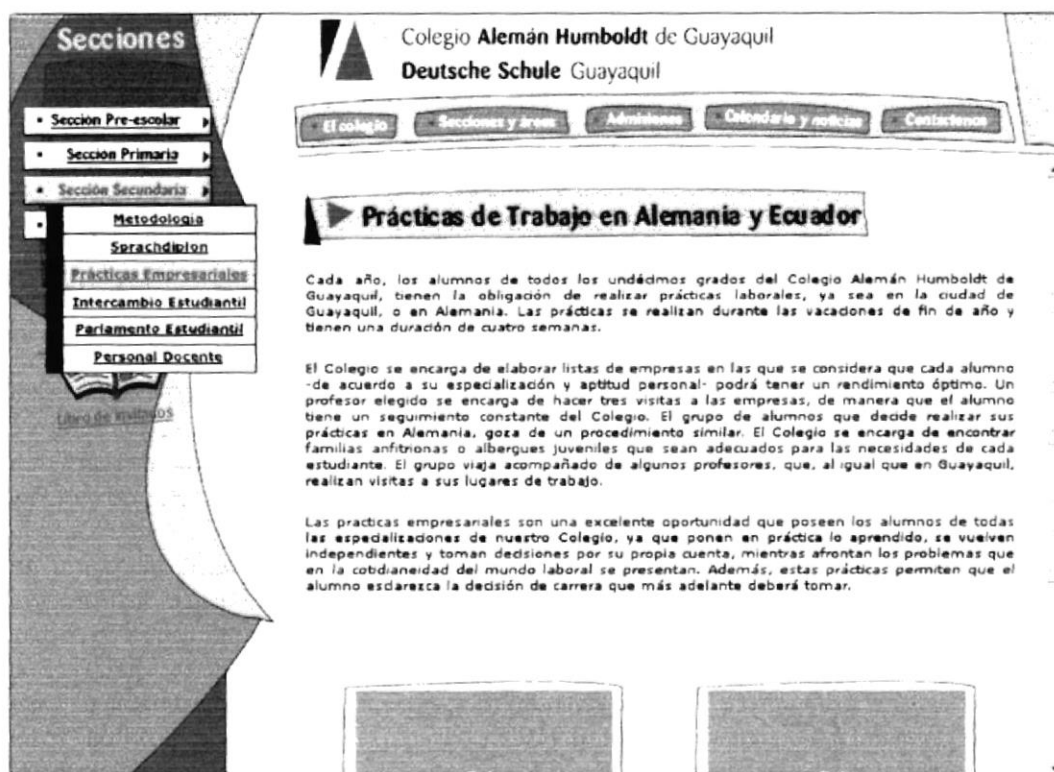 Secciones
Colegio Alemán Humboldt de Guayaquil
Deutsche Schule Guayaquil
El colegio
Secciones y áreas
Admisiones
Calendario y noticias
Contáctenos
Sección Pre-escolar
Sección Primaria
Sección Secundaria
Metodología
Sprachdiplon
Prácticas Empresariales
Intercambio Estudiantil
Parlamento Estudiantil
Personal Docente
Libro de invitados
Prácticas de Trabajo en Alemania y Ecuador
Cada año, los alumnos de todos los undécimos grados del Colegio Alemán Humboldt de
Guayaquil, tienen la obligación de realizar prácticas laborales, ya sea en la ciudad de
Guayaquil, o en Alemania. Las prácticas se realizan durante las vacaciones de fin de año y
tienen una duración de cuatro semanas.
El Colegio se encarga de elaborar listas de empresas en las que se considera que cada alumno
-de acuerdo a su especialización y aptitud personal- podrá tener un rendimiento óptimo. Un
profesor elegido se encarga de hacer tres visitas a las empresas, de manera que el alumno
tiene un seguimiento constante del Colegio. El grupo de alumnos que decide realizar sus
prácticas en Alemania, goza de un procedimiento similar. El Colegio se encarga de encontrar
familias anfitrionas o albergues juveniles que sean adecuados para las necesidades de cada
estudiante. El grupo viaja acompañado de algunos profesores, que, al igual que en Guayaquil,
realizan visitas a sus lugares de trabajo.
Las practicas empresariales son una excelente oportunidad que poseen los alumnos de todas
las especializaciones de nuestro Colegio, ya que ponen en práctica lo aprendido, se vuelven
independientes y toman decisiones por su propia cuenta, mientras afrontan los problemas que
en la cotidianeidad del mundo laboral se presentan. Además, estas prácticas permiten que el
alumno esclarezca la decisión de carrera que más adelante deberá tomar.